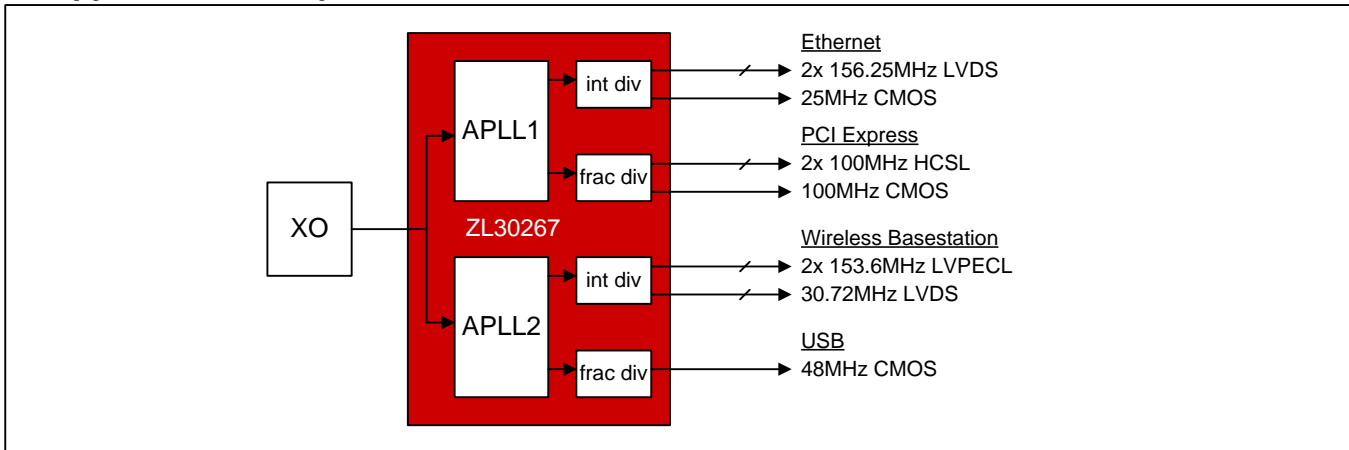 XO
APLL1
int div
frac div
ZL30267
APLL2
int div
frac div
Ethernet
2x 156.25MHz LVDS
25MHz CMOS
PCI Express
2x 100MHz HCSL
100MHz CMOS
Wireless Basestation
2x 153.6MHz LVPECL
30.72MHz LVDS
USB
48MHz CMOS